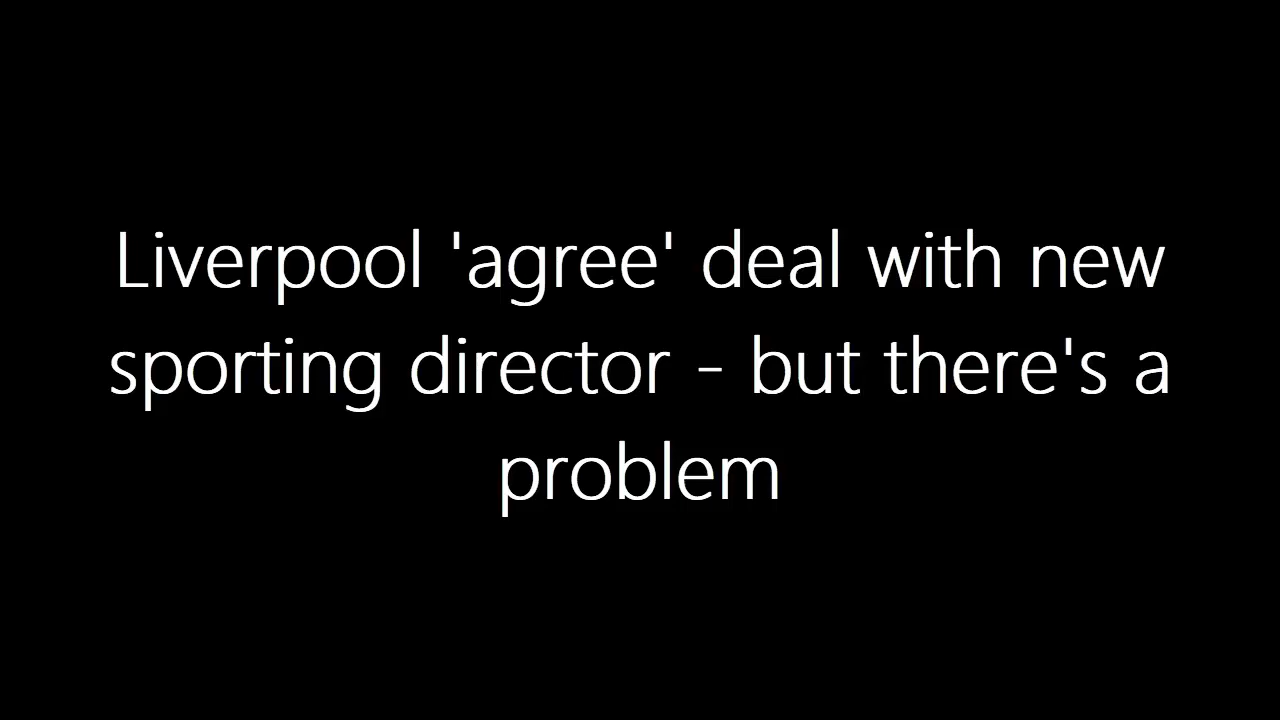 Liverpool 'agree' deal with new
sporting director - but there's a
problem